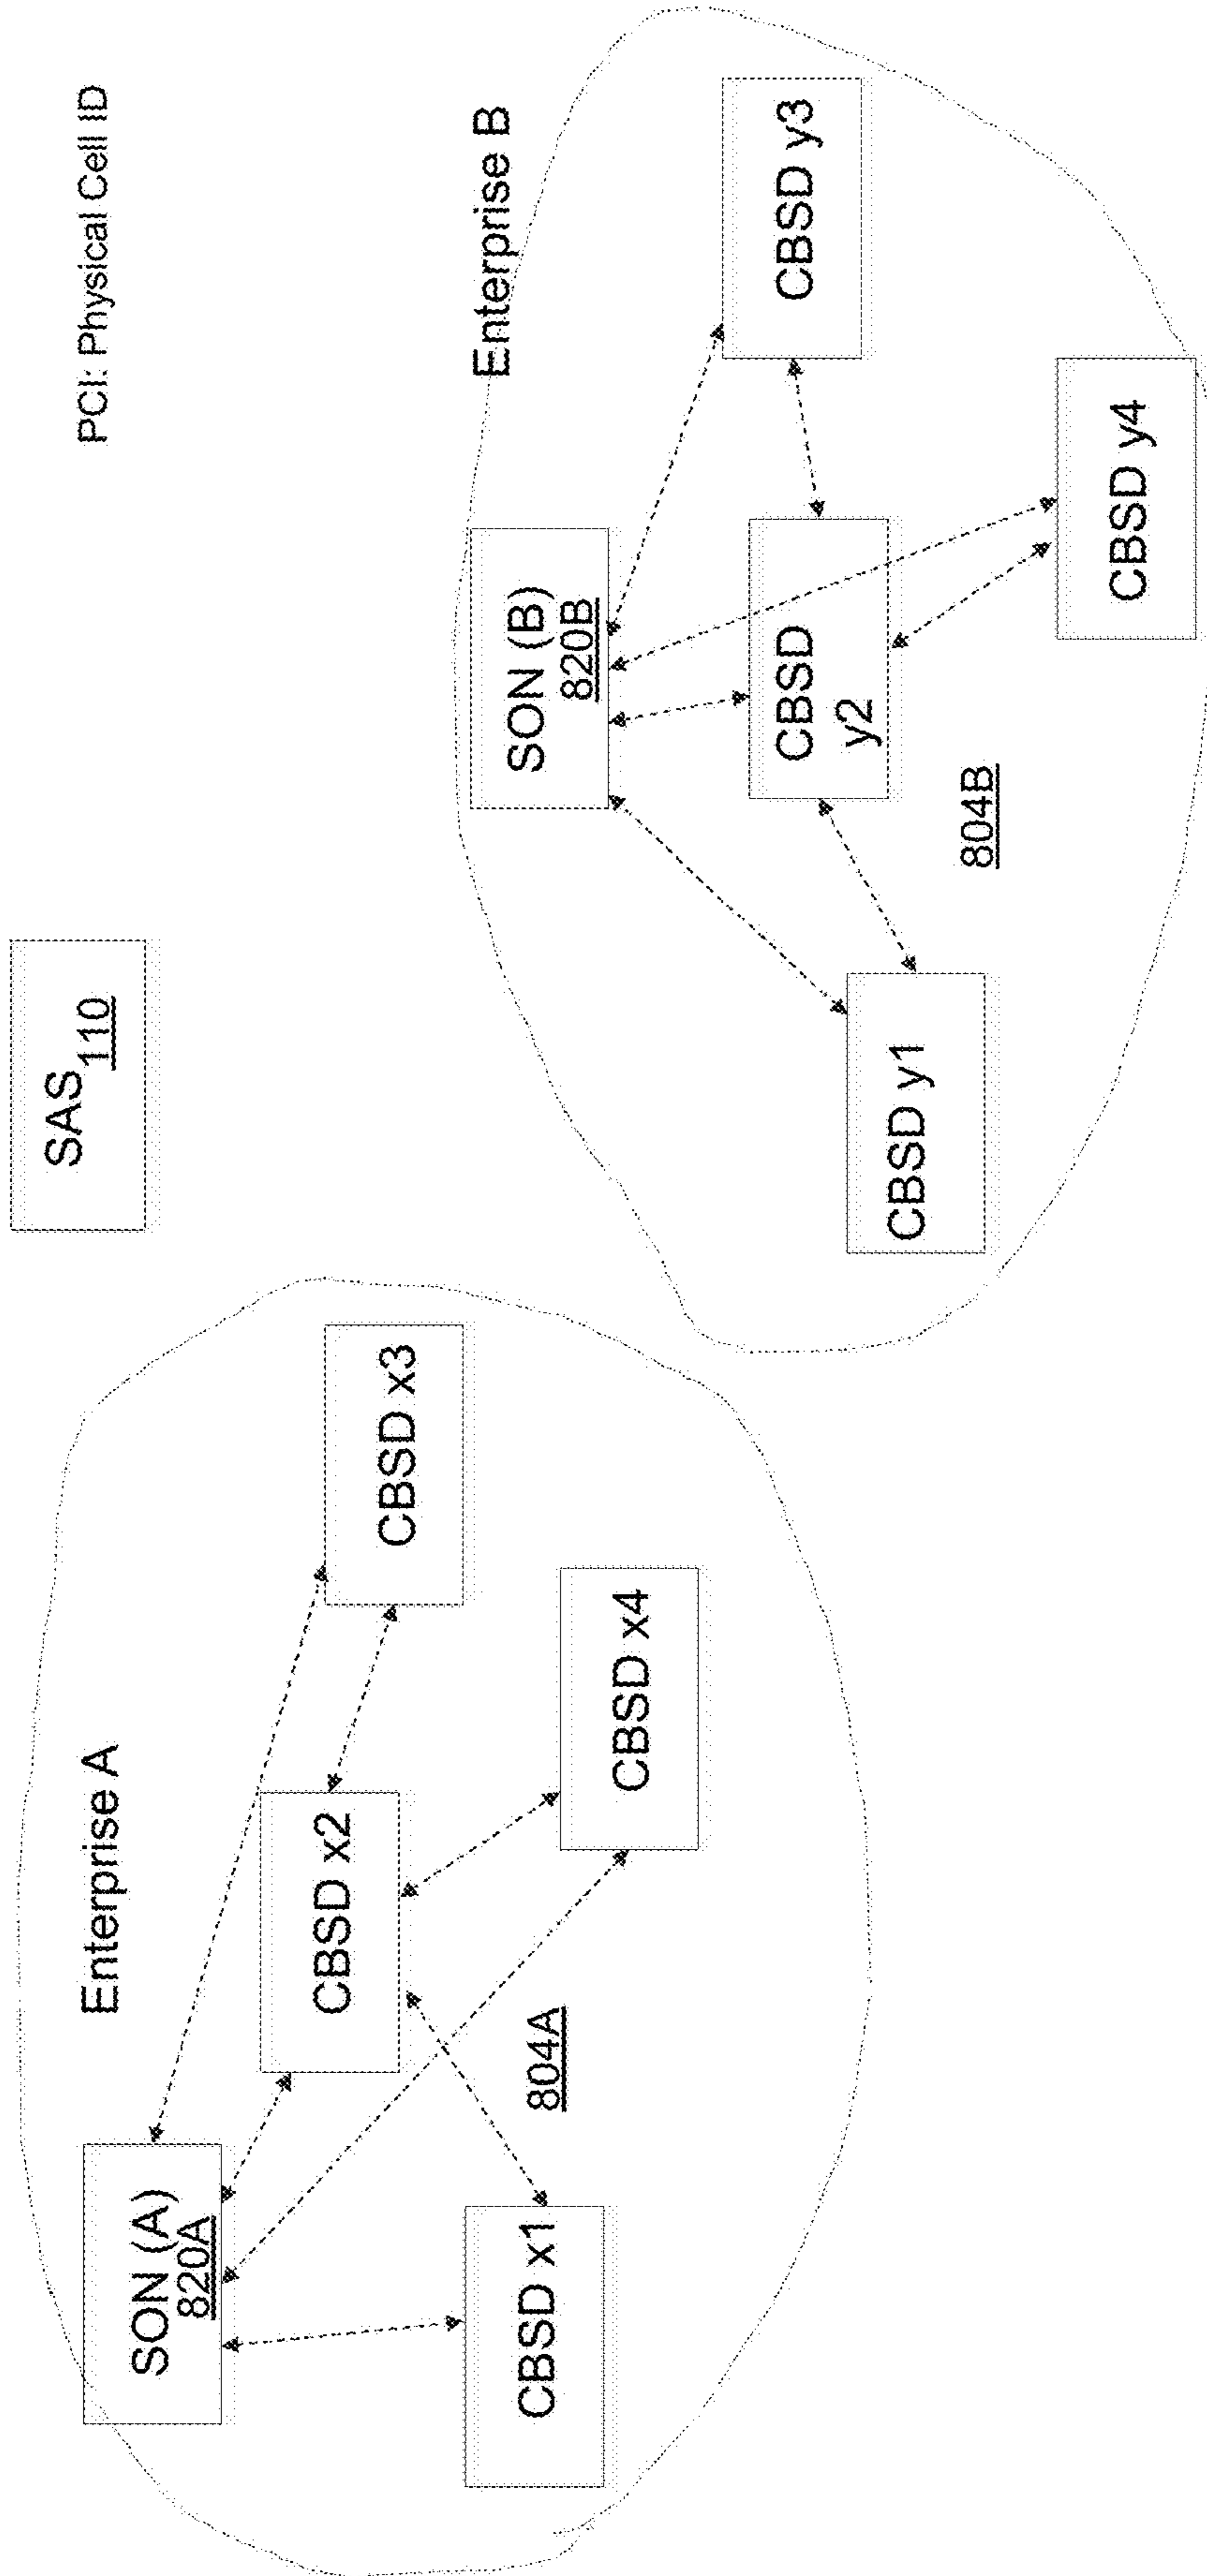 PCI: Physical Cell ID
SAS
110
Enterprise A
SON (A)
820A
CBSD x2
CBSD x3
CBSD x1
CBSD x4
804A
Enterprise B
SON (B)
820B
CBSD
y2
CBSD y3
CBSD y1
CBSD y4
804B